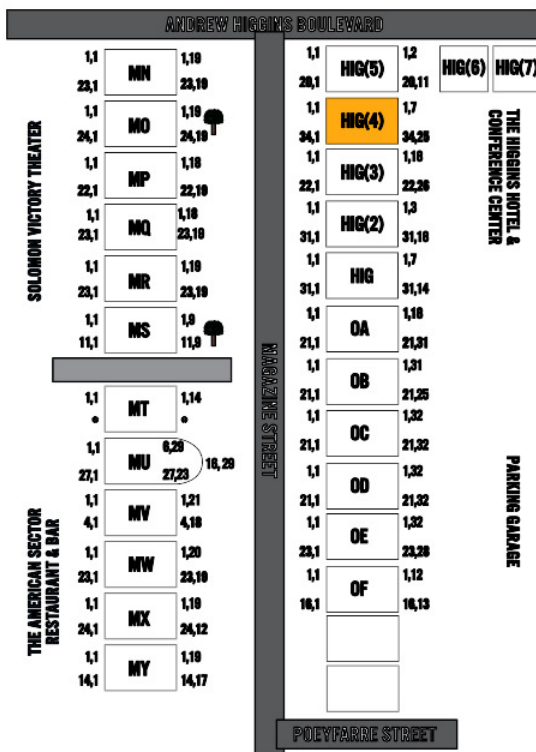 ANDREW HIGGINS BOULEVARD
1,1 MN 1,19
23,1 23,19
1,1 MO 1,19
24,1 24,19
1,1 MP 1,18
22,1 22,19
1,1 MQ 1,18
23,1 23,19
1,1 MR 1,19
23,1 23,19
1,1 MS 1,9
11,1 11,9
SOLOMON VICTORY THEATER
1,1 MT 1,14
1,1 MU 6,29
27,1 27,23 16,29
1,1 MV 1,21
4,1 4,18
1,1 MW 1,20
23,1 23,19
1,1 MX 1,19
24,1 24,12
1,1 MY 1,19
14,1 14,17
THE AMERICAN SECTOR
RESTAURANT & BAR
MAGAZINE STREET
1,1 HIG(5) 1,2 HIG(6) HIG(7)
20,1 20,11
1,1 HIG(4) 1,7
34,1 34,25
1,1 HIG(3) 1,18
22,1 22,26
1,1 HIG(2) 1,3
31,1 31,16
1,1 HIG 1,7
31,1 31,14
1,1 OA 1,18
21,1 21,31
1,1 OB 1,31
21,1 21,25
1,1 OC 1,32
21,1 21,32
1,1 OD 1,32
21,1 21,32
1,1 OE 1,32
23,1 23,28
1,1 OF 1,12
16,1 16,13
THE HIGGINS HOTEL &
CONFERENCE CENTER
PARKING GARAGE
POEYFARRE STREET